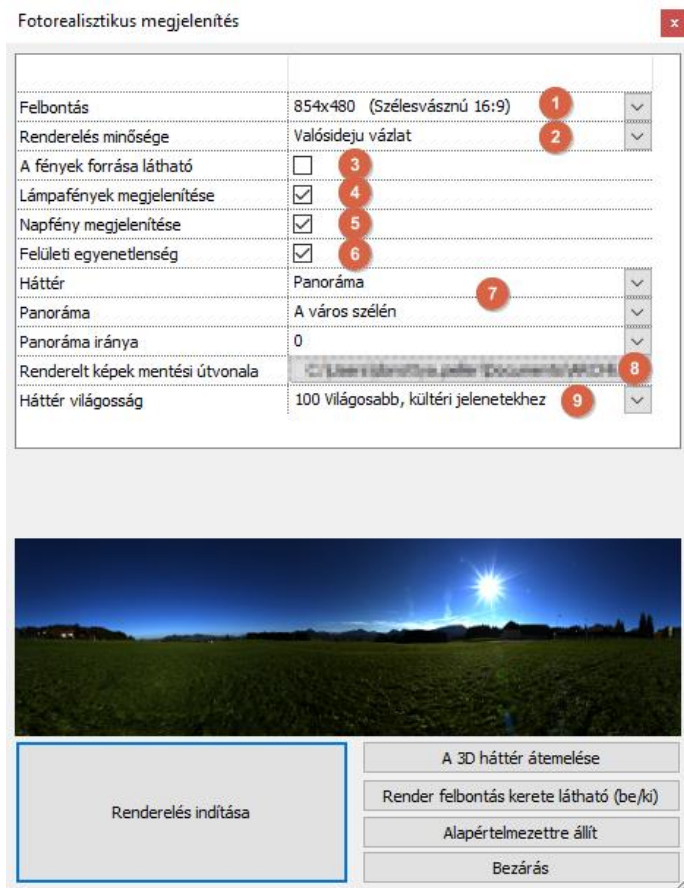 Fotorealisztikus megjelenítés x
Felbontás 854x480 (Szélesvásznú 16:9) 1
Renderelés minősége Valósideju vázlat 2
A fények forrása látható 3
Lámpafények megjelenítése 4
Napfény megjelenítése 5
Felületi egyenetlenség 6
Háttér Panoráma 7
Panoráma A város szélén
Panoráma iránya 0
Renderelt képek mentési útvonala 8
Háttér világosság 100 Világosabb, kültéri jelenetekhez 9
Renderelés indítása
A 3D háttér átemelése
Render felbontás kerete látható (be/ki)
Alapértelmezettre állít
Bezárás